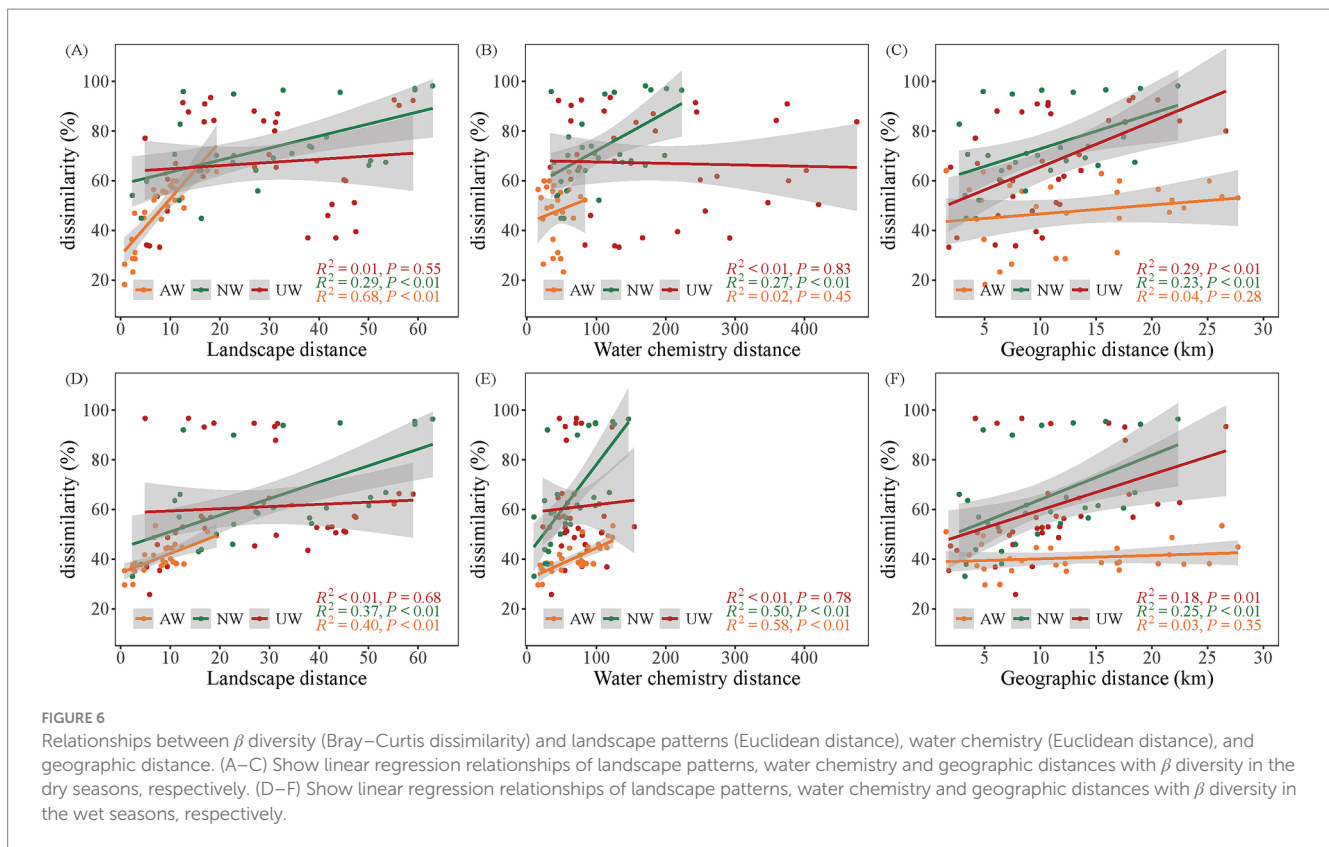 (A)
dissimilarity (%)
100
80
60
40
20
AW NW UW
R² = 0.01, P = 0.55
R² = 0.29, P < 0.01
R² = 0.68, P < 0.01
0 10 20 30 40 50 60
Landscape distance
(B)
dissimilarity (%)
100
80
60
40
20
AW NW UW
R² < 0.01, P = 0.83
R² = 0.27, P < 0.01
R² = 0.02, P = 0.45
0 100 200 300 400
Water chemistry distance
(C)
dissimilarity (%)
100
80
60
40
20
AW NW UW
R² = 0.29, P < 0.01
R² = 0.23, P < 0.01
R² = 0.04, P = 0.28
5 10 15 20 25 30
Geographic distance (km)
(D)
dissimilarity (%)
100
80
60
40
20
AW NW UW
R² < 0.01, P = 0.68
R² = 0.37, P < 0.01
R² = 0.40, P < 0.01
0 10 20 30 40 50 60
Landscape distance
(E)
dissimilarity (%)
100
80
60
40
20
AW NW UW
R² < 0.01, P = 0.78
R² = 0.50, P < 0.01
R² = 0.58, P < 0.01
0 100 200 300 400
Water chemistry distance
(F)
dissimilarity (%)
100
80
60
40
20
AW NW UW
R² = 0.18, P = 0.01
R² = 0.25, P < 0.01
R² = 0.03, P = 0.35
5 10 15 20 25 30
Geographic distance (km)
FIGURE 6
Relationships between β diversity (Bray–Curtis dissimilarity) and landscape patterns (Euclidean distance), water chemistry (Euclidean distance), and
geographic distance. (A–C) Show linear regression relationships of landscape patterns, water chemistry and geographic distances with β diversity in the
dry seasons, respectively. (D–F) Show linear regression relationships of landscape patterns, water chemistry and geographic distances with β diversity in
the wet seasons, respectively.